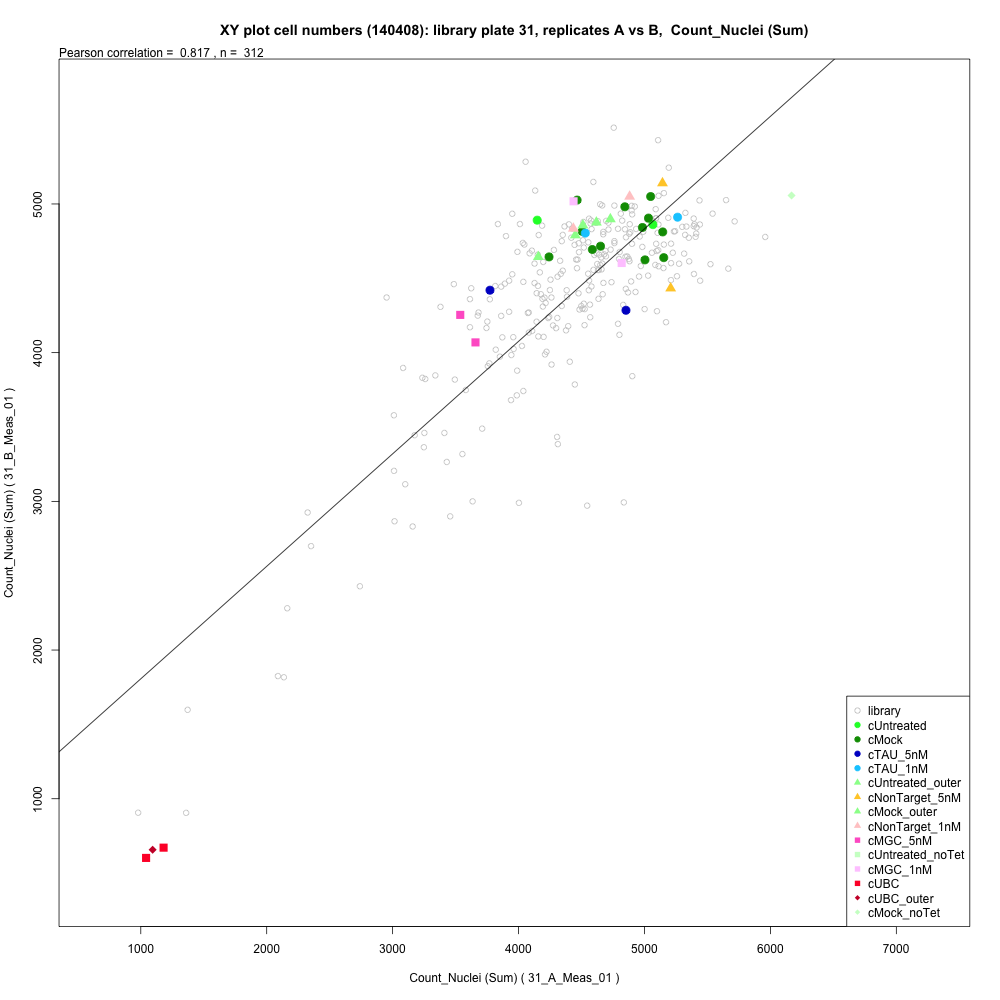 XY plot cell numbers (140408): library plate 31, replicates A vs B,  Count_Nuclei (Sum)
Pearson correlation =  0.817 , n =  312
Count_Nuclei (Sum) ( 31_B_Meas_01 )
5000
4000
3000
2000
1000
library
cUntreated
cMock
cTAU_5nM
cTAU_1nM
cUntreated_outer
cNonTarget_5nM
cMock_outer
cNonTarget_1nM
cMGC_5nM
cUntreated_noTet
cMGC_1nM
cUBC
cUBC_outer
cMock_noTet
1000 2000 3000 4000 5000 6000 7000
Count_Nuclei (Sum) ( 31_A_Meas_01 )